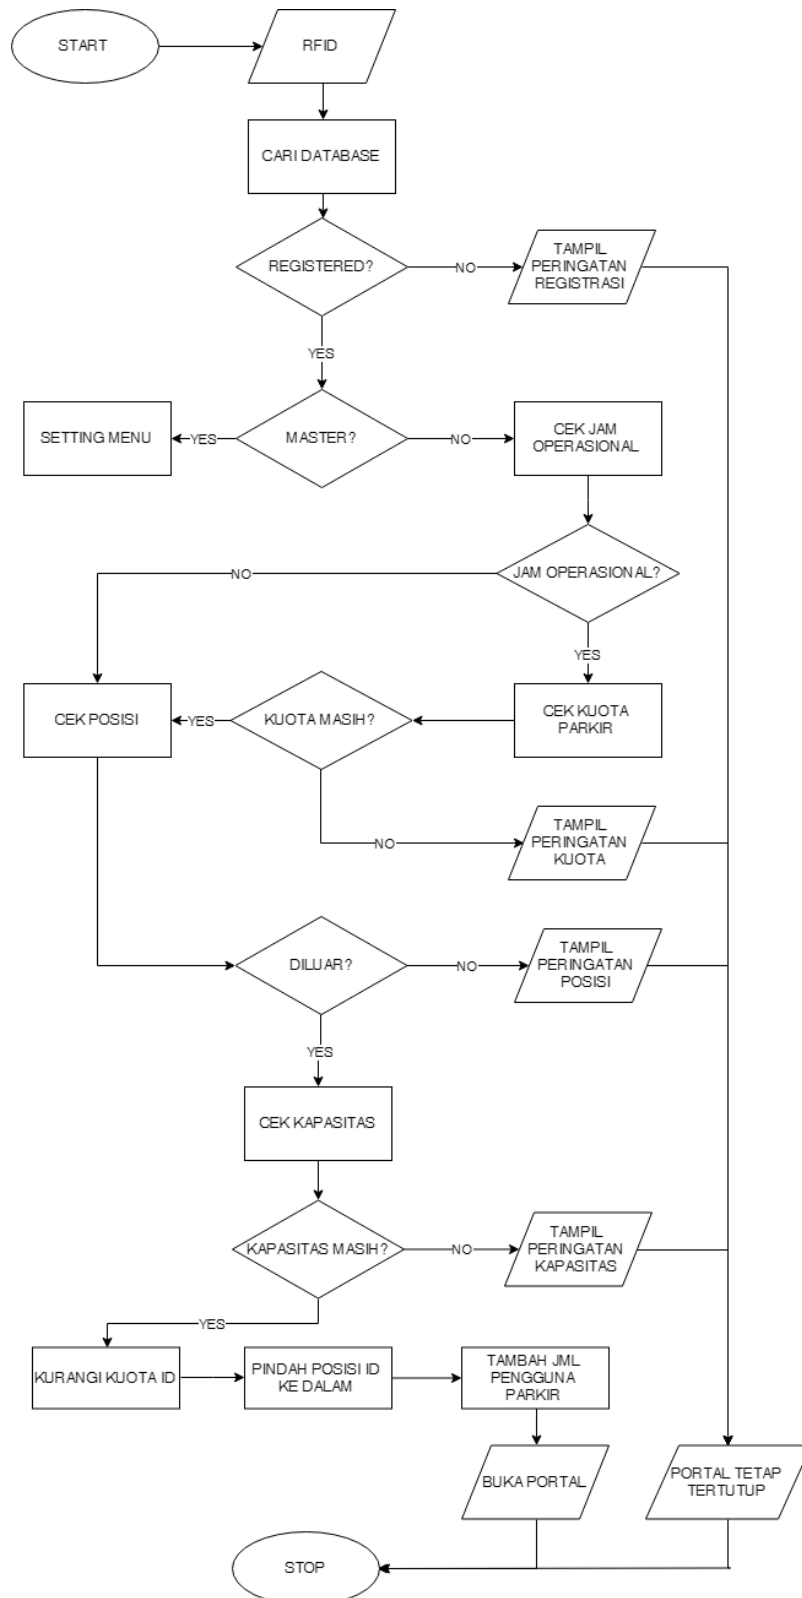 START
RFID
CARI DATABASE
REGISTERED?
NO
TAMPIL
PERINGATAN
REGISTRASI
YES
SETTING MENU
YES
MASTER?
NO
CEK JAM
OPERASIONAL
NO
JAM OPERASIONAL?
YES
CEK POSISI
YES
KUOTA MASIH?
CEK KUOTA
PARKIR
NO
TAMPIL
PERINGATAN
KUOTA
DILUAR?
NO
TAMPIL
PERINGATAN
POSISI
YES
CEK KAPASITAS
KAPASITAS MASIH?
NO
TAMPIL
PERINGATAN
KAPASITAS
YES
KURANGI KUOTA ID
PINDAH POSISI ID
KE DALAM
TAMBAH JML
PENGGUNA
PARKIR
BUKA PORTAL
PORTAL TETAP
TERTUTUP
STOP